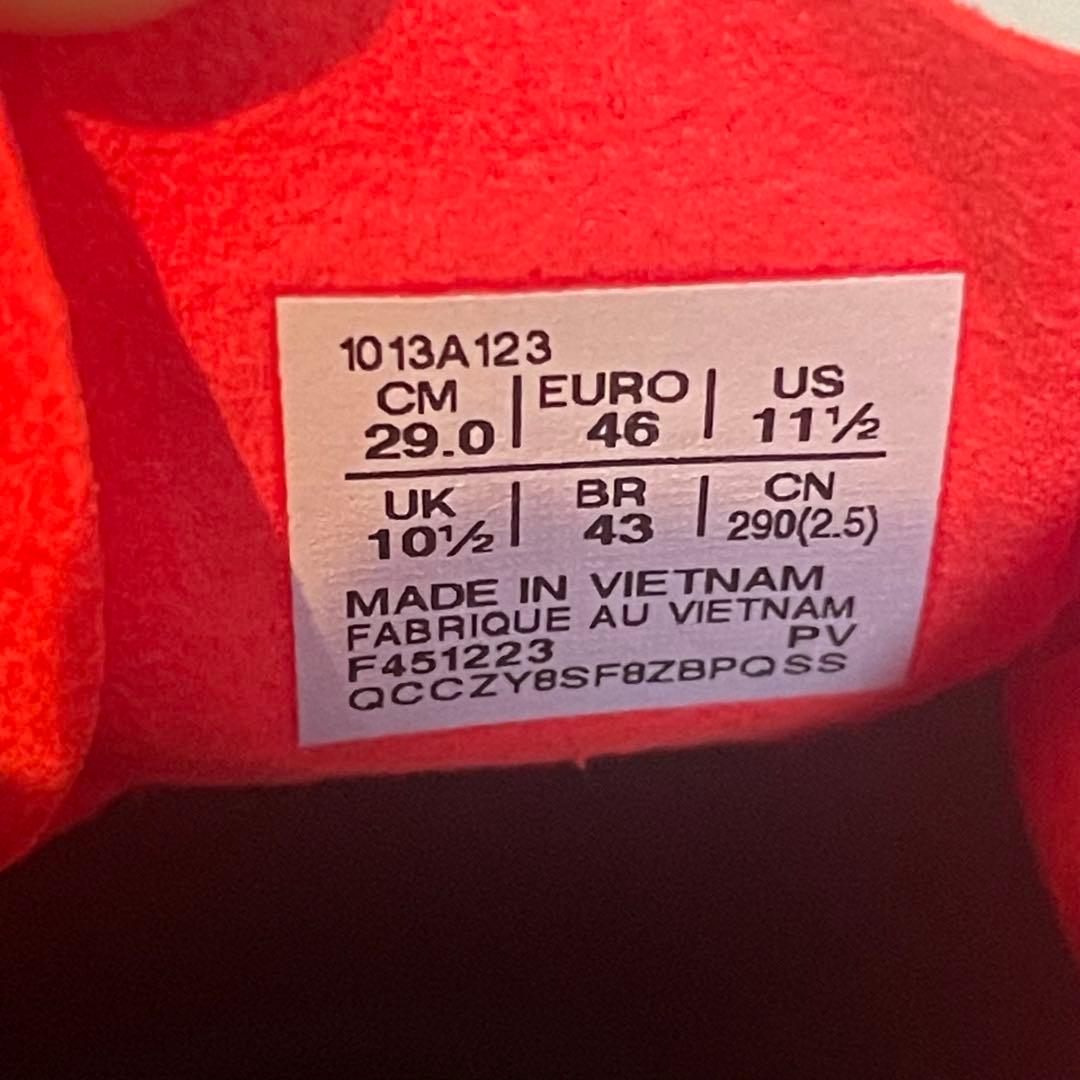 1013A123
CM | EURO | US
29.0 | 46 | 11½
UK | BR | CN
10½ | 43 | 290(2.5)
MADE IN VIETNAM
FABRIQUE AU VIETNAM
F451223 PV
QCCZY8SF8ZBPQSS